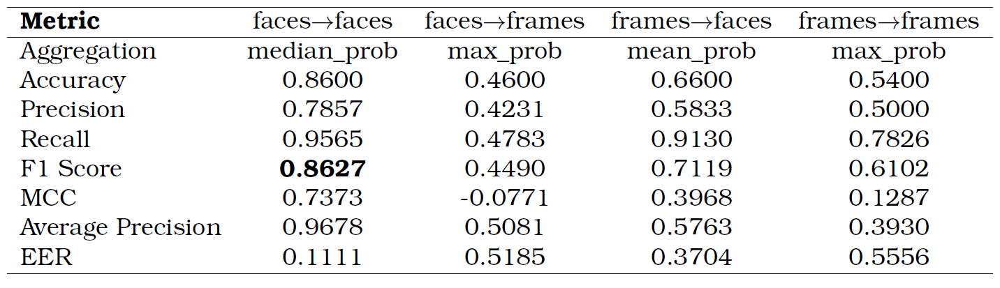 Metric faces→faces faces→frames frames→faces frames→frames
Aggregation median_prob max_prob mean_prob max_prob
Accuracy 0.8600 0.4600 0.6600 0.5400
Precision 0.7857 0.4231 0.5833 0.5000
Recall 0.9565 0.4783 0.9130 0.7826
F1 Score 0.8627 0.4490 0.7119 0.6102
MCC 0.7373 -0.0771 0.3968 0.1287
Average Precision 0.9678 0.5081 0.5763 0.3930
EER 0.1111 0.5185 0.3704 0.5556